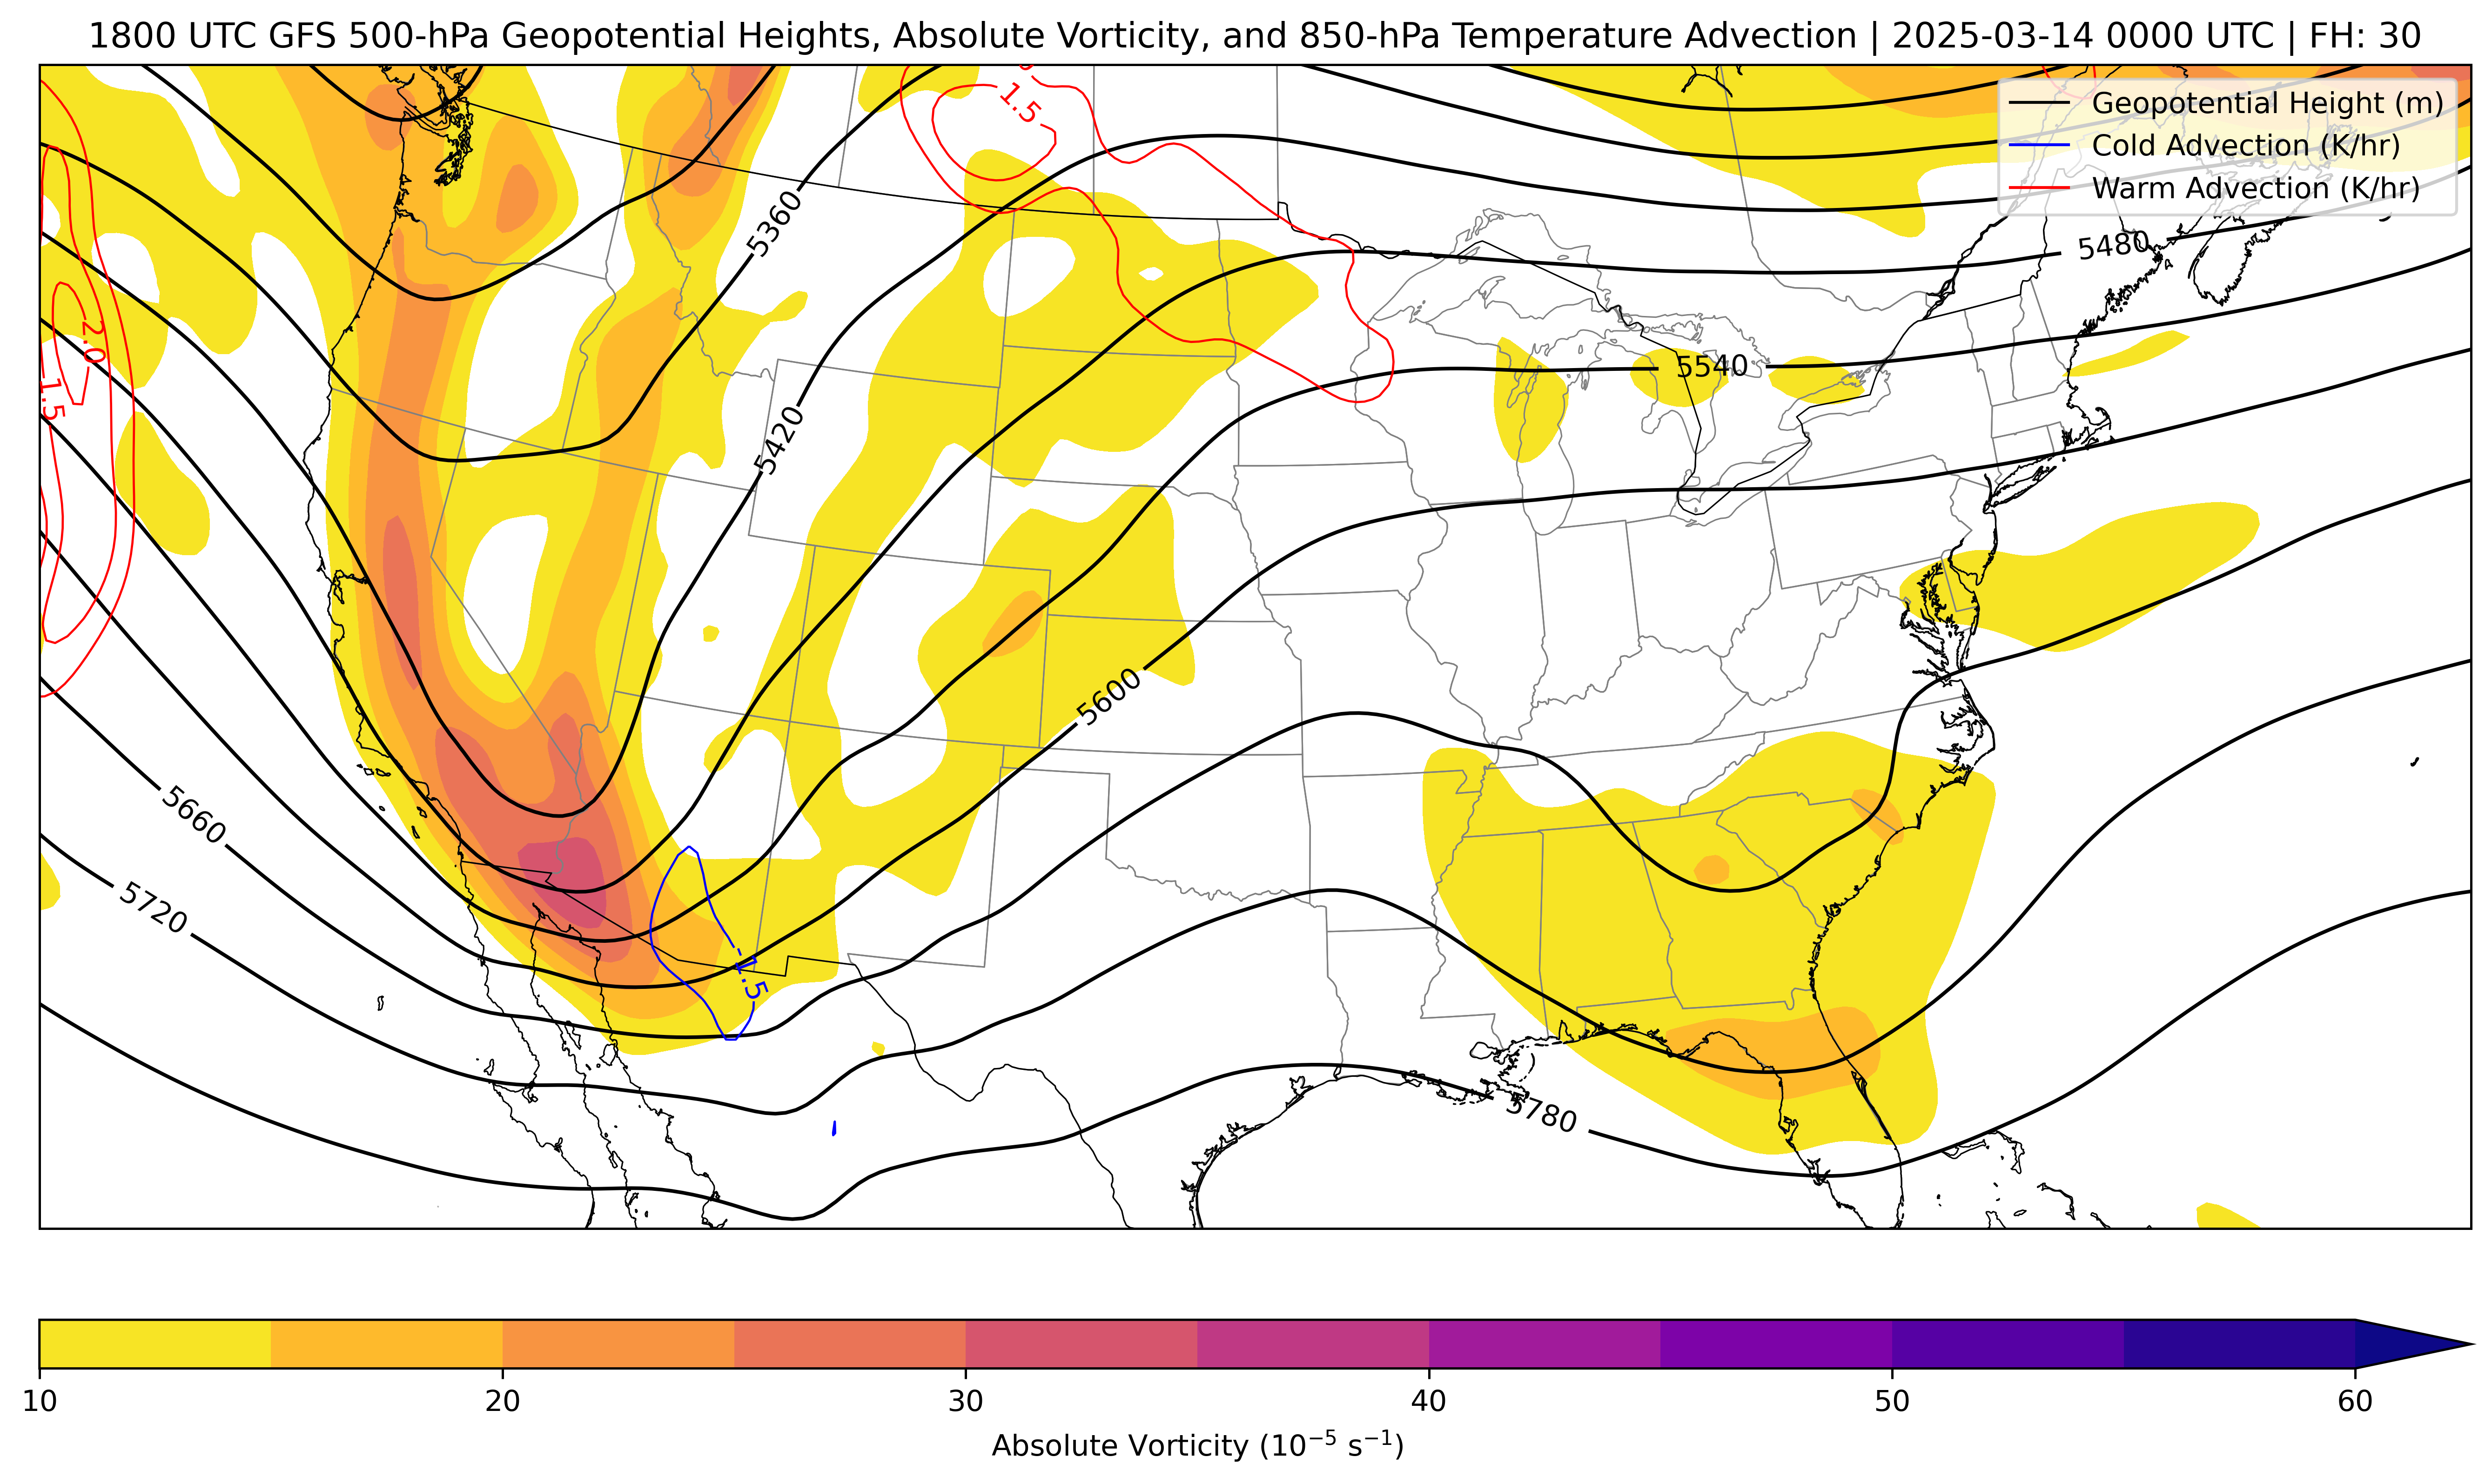 1800 UTC GFS 500-hPa Geopotential Heights, Absolute Vorticity, and 850-hPa Temperature Advection | 2025-03-14 0000 UTC | FH: 30
Geopotential Height (m)
Cold Advection (K/hr)
Warm Advection (K/hr)
1.5
5360
5480
2.0
1.5
5540
5420
5600
5660
5720
-1.5
5780
10 20 30 40 50 60
Absolute Vorticity (10⁻⁵ s⁻¹)